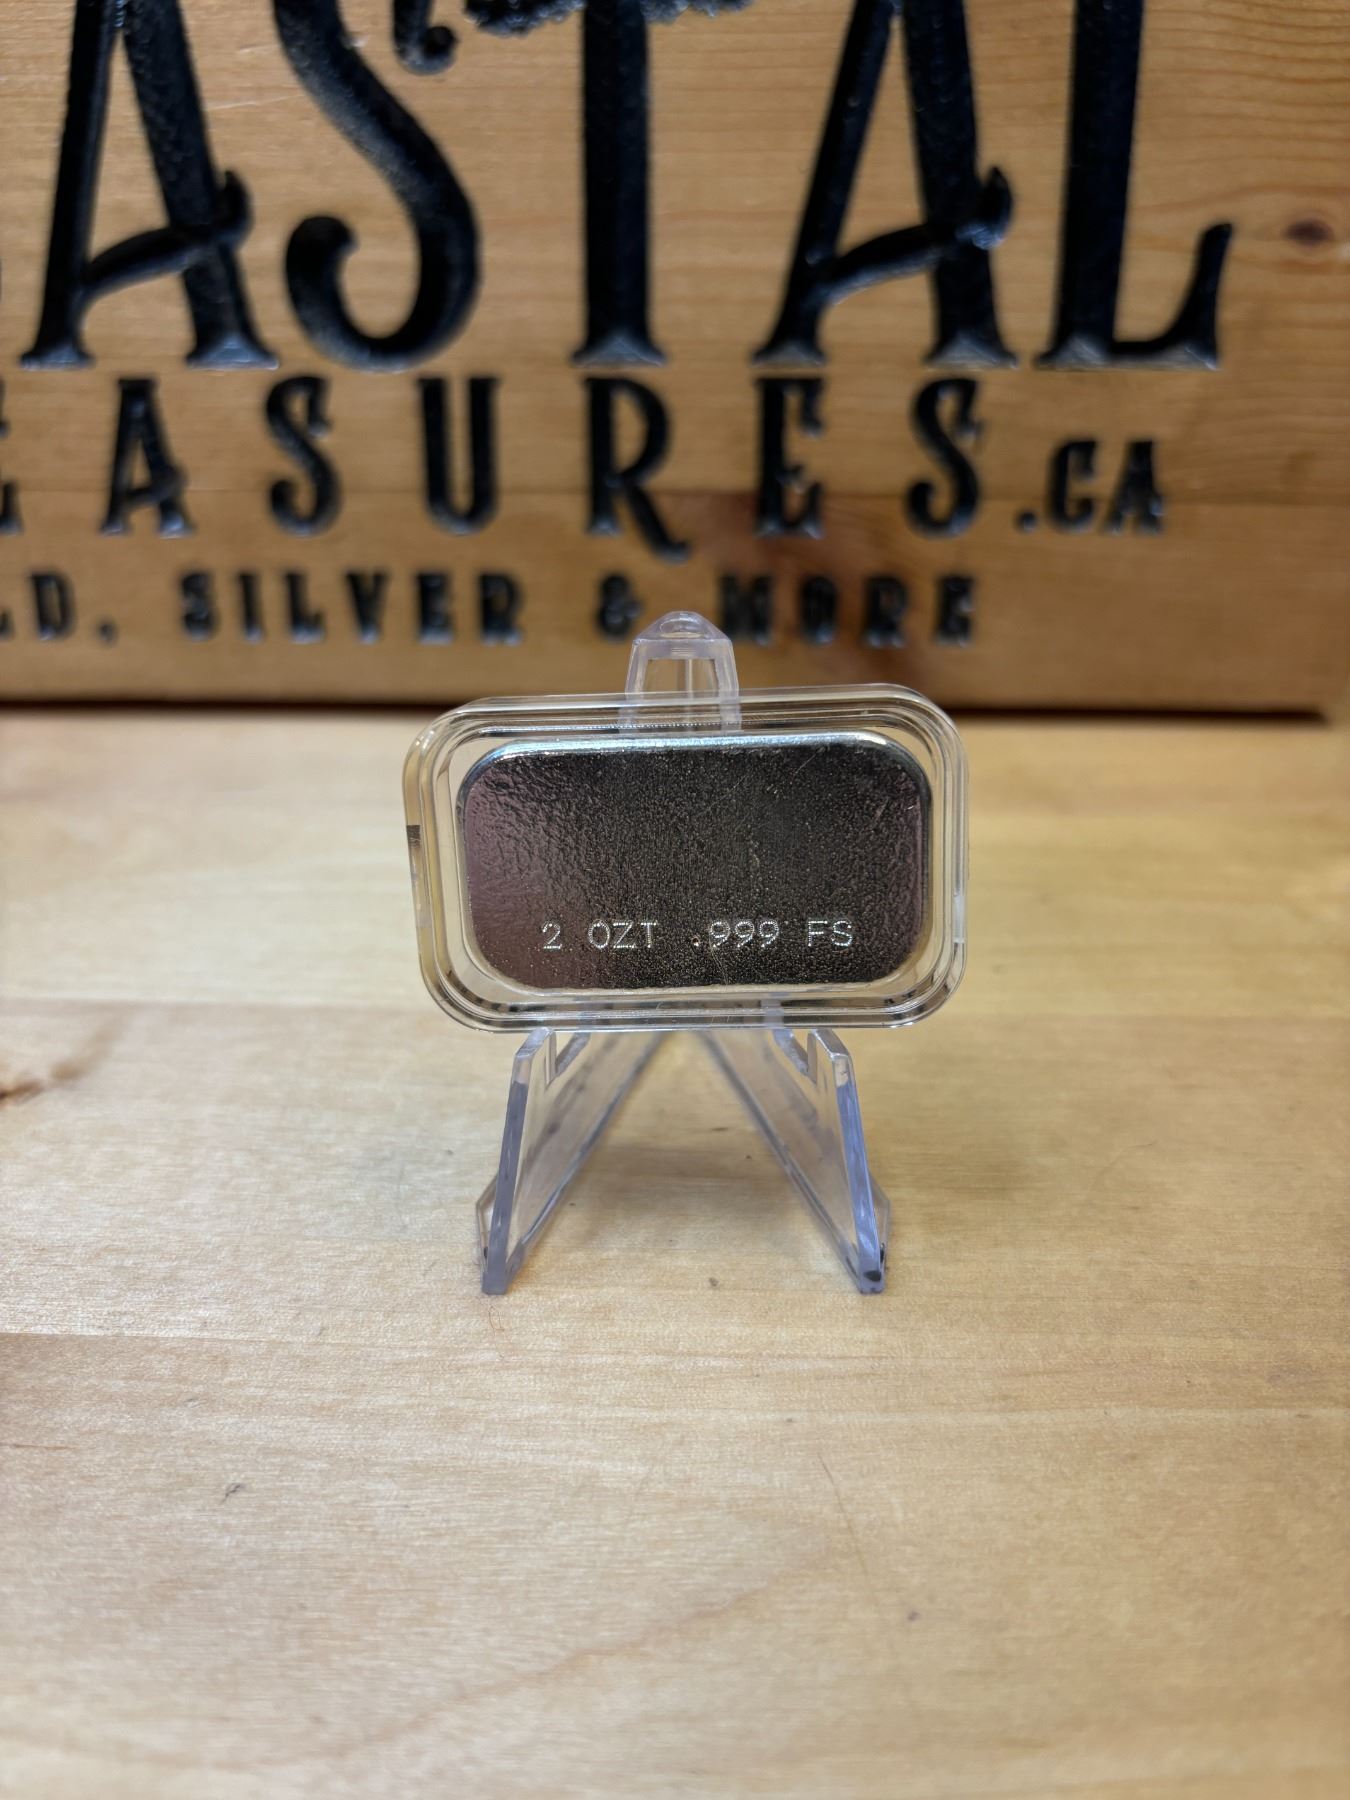 ASTAL
EASURES.CA
LD, SILVER & MORE
2 OZT .999 FS